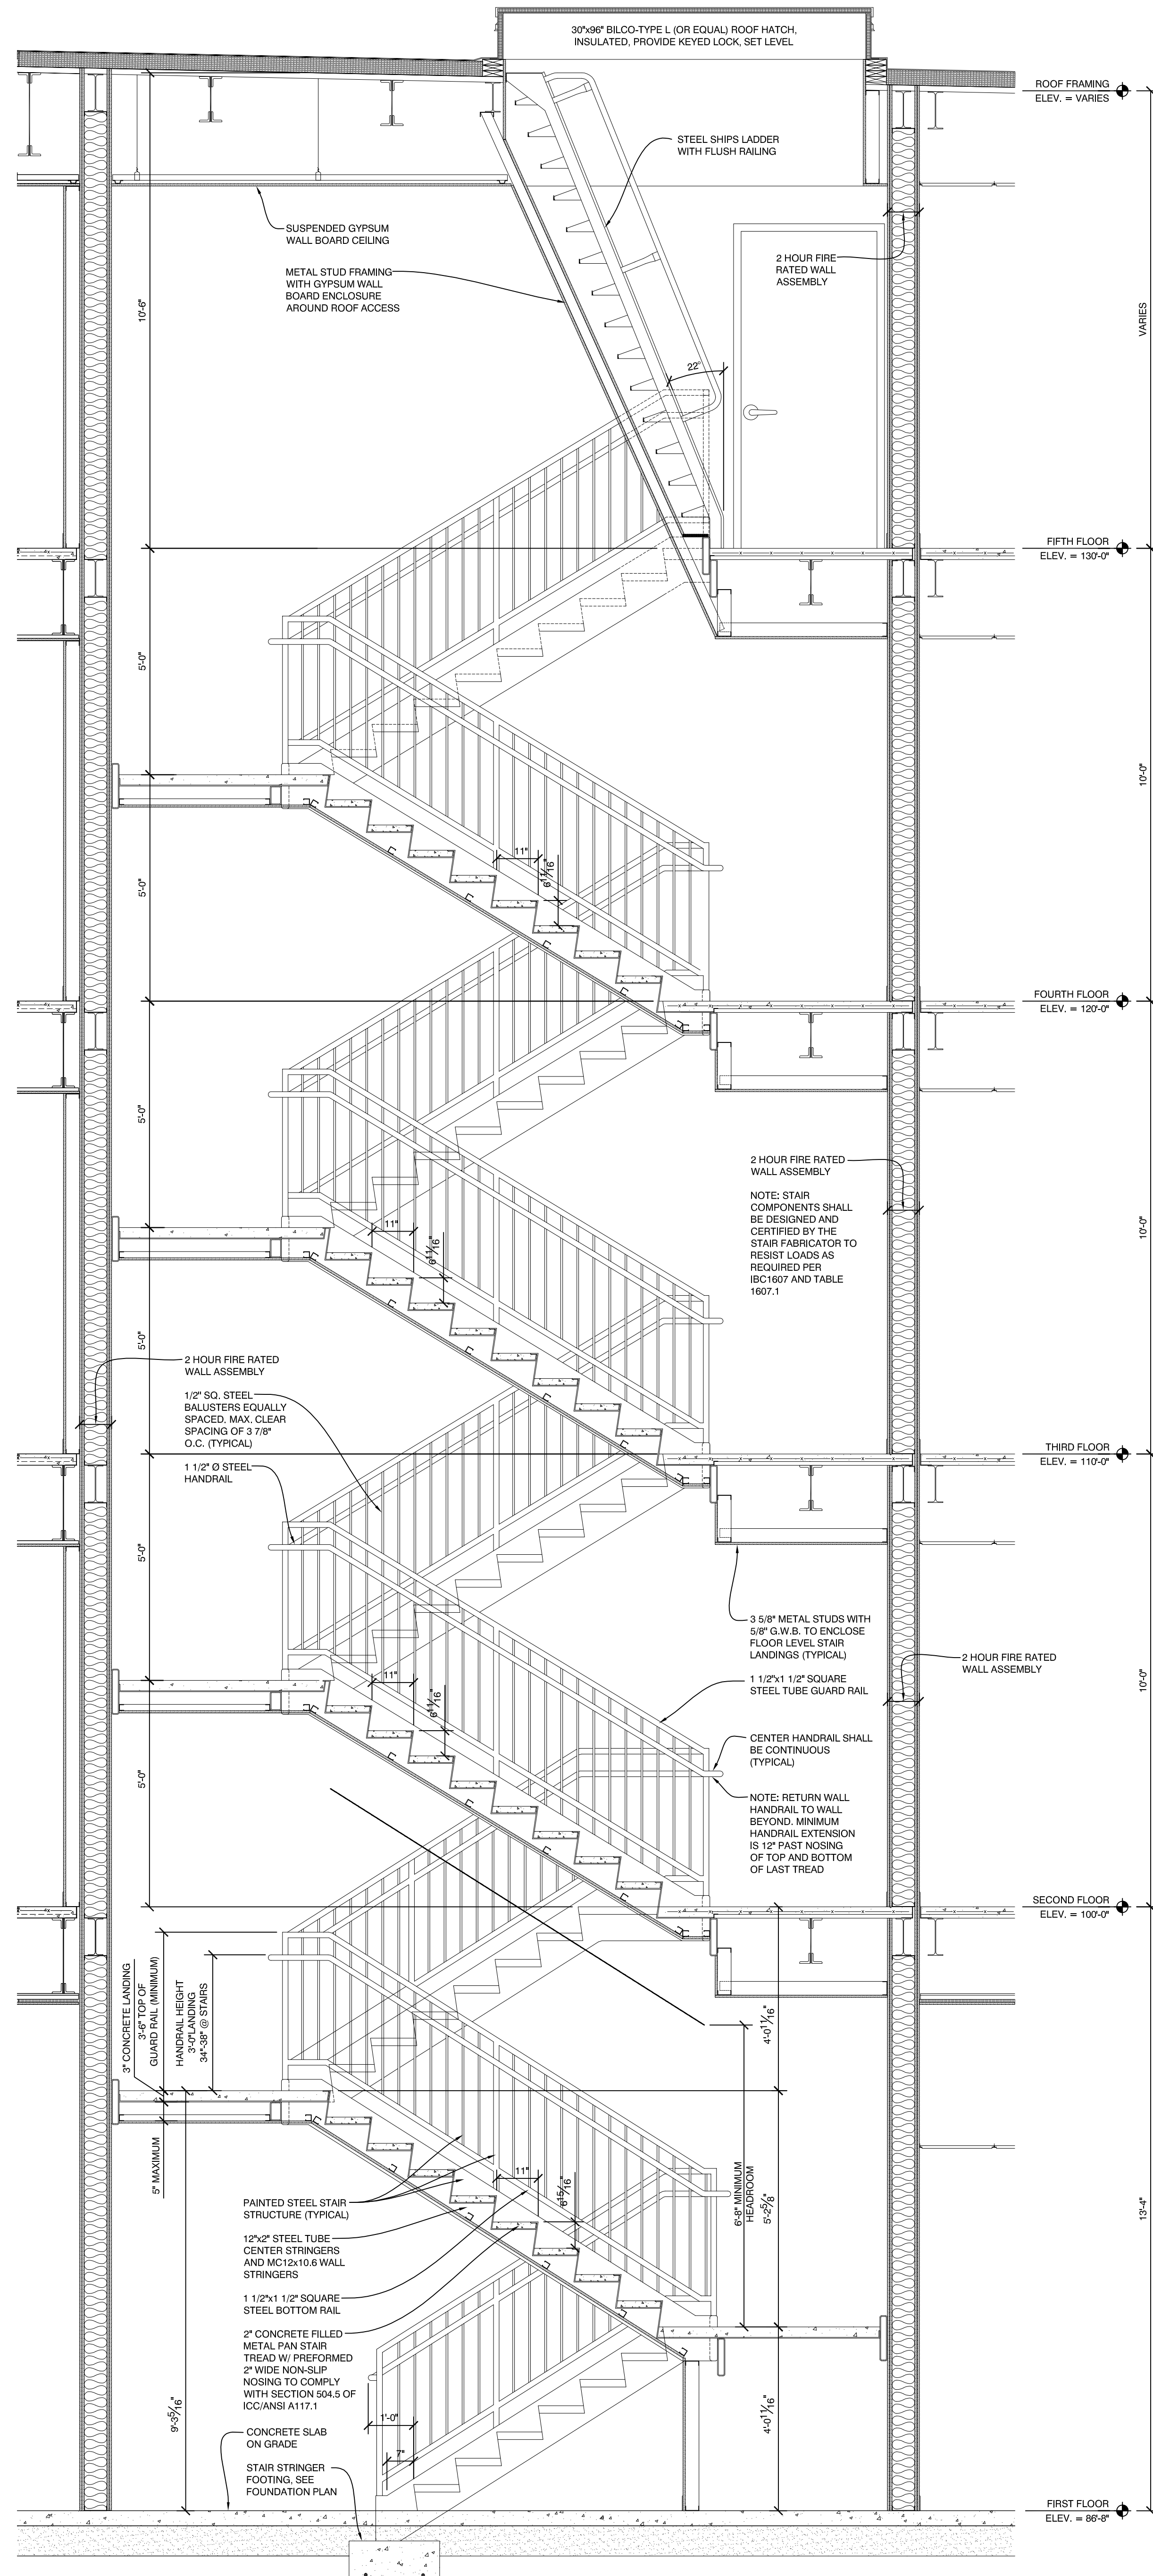 30"x96" BILCO-TYPE L (OR EQUAL) ROOF HATCH,
INSULATED, PROVIDE KEYED LOCK, SET LEVEL
ROOF FRAMING
ELEV. = VARIES
STEEL SHIPS LADDER
WITH FLUSH RAILING
SUSPENDED GYPSUM
WALL BOARD CEILING
METAL STUD FRAMING
WITH GYPSUM WALL
BOARD ENCLOSURE
AROUND ROOF ACCESS
2 HOUR FIRE
RATED WALL
ASSEMBLY
10'-6"
VARIES
22°
FIFTH FLOOR
ELEV. = 130'-0"
5'-0"
10'-0"
5'-0"
11"
6 11/16"
FOURTH FLOOR
ELEV. = 120'-0"
5'-0"
2 HOUR FIRE RATED
WALL ASSEMBLY
NOTE: STAIR
COMPONENTS SHALL
BE DESIGNED AND
CERTIFIED BY THE
STAIR FABRICATOR TO
RESIST LOADS AS
REQUIRED PER
IBC1607 AND TABLE
1607.1
10'-0"
11"
6 11/16"
5'-0"
2 HOUR FIRE RATED
WALL ASSEMBLY
1/2" SQ. STEEL
BALUSTERS EQUALLY
SPACED. MAX. CLEAR
SPACING OF 3 7/8"
O.C. (TYPICAL)
1 1/2" Ø STEEL
HANDRAIL
THIRD FLOOR
ELEV. = 110'-0"
5'-0"
3 5/8" METAL STUDS WITH
5/8" G.W.B. TO ENCLOSE
FLOOR LEVEL STAIR
LANDINGS (TYPICAL)
2 HOUR FIRE RATED
WALL ASSEMBLY
1 1/2"x1 1/2" SQUARE
STEEL TUBE GUARD RAIL
10'-0"
11"
6 11/16"
CENTER HANDRAIL SHALL
BE CONTINUOUS
(TYPICAL)
5'-0"
NOTE: RETURN WALL
HANDRAIL TO WALL
BEYOND. MINIMUM
HANDRAIL EXTENSION
IS 12" PAST NOSING
OF TOP AND BOTTOM
OF LAST TREAD
SECOND FLOOR
ELEV. = 100'-0"
3" CONCRETE LANDING
3'-6" TOP OF
GUARD RAIL (MINIMUM)
HANDRAIL HEIGHT
3'-0"LANDING
34"-38" @ STAIRS
4'-0 11/16"
5" MAXIMUM
11"
6 15/16"
6'-8" MINIMUM
HEADROOM
5'-2 5/8"
13'-4"
PAINTED STEEL STAIR
STRUCTURE (TYPICAL)
12"x2" STEEL TUBE
CENTER STRINGERS
AND MC12x10.6 WALL
STRINGERS
1 1/2"x1 1/2" SQUARE
STEEL BOTTOM RAIL
2" CONCRETE FILLED
METAL PAN STAIR
TREAD W/ PREFORMED
2" WIDE NON-SLIP
NOSING TO COMPLY
WITH SECTION 504.5 OF
ICC/ANSI A117.1
9'-3 5/16"
1'-0"
7"
4'-0 11/16"
CONCRETE SLAB
ON GRADE
STAIR STRINGER
FOOTING, SEE
FOUNDATION PLAN
FIRST FLOOR
ELEV. = 86'-8"